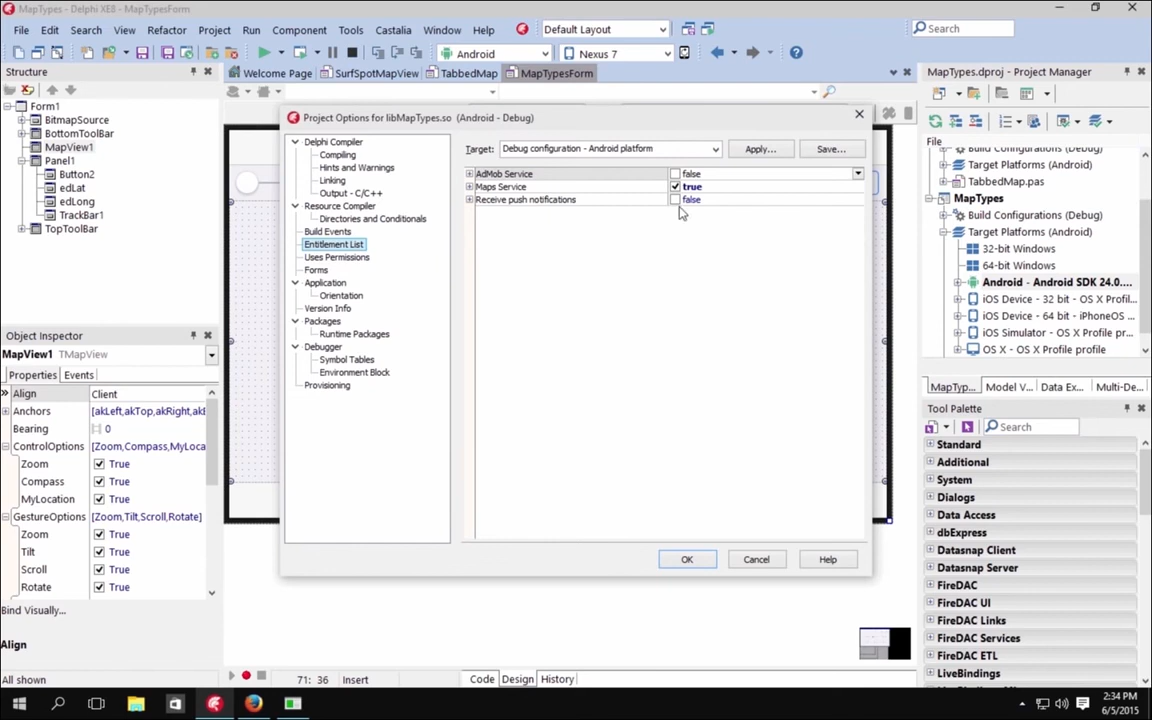 MapTypes - Delphi XE8 - MapTypesForm
File Edit Search View Refactor Project Run Component Tools Castalia Window Help Default Layout Search
Android Nexus 7
Structure
Welcome Page SurfSpotMapView TabbedMap MapTypesForm
MapTypes.dproj - Project Manager
Form1
BitmapSource
BottomToolBar
MapView1
Panel1
Button2
edLat
edLong
TrackBar1
TopToolBar
Project Options for libMapTypes.so (Android - Debug)
Delphi Compiler
Compiling
Hints and Warnings
Linking
Output - C/C++
Resource Compiler
Directories and Conditionals
Build Events
Entitlement List
Uses Permissions
Forms
Application
Orientation
Version Info
Packages
Runtime Packages
Debugger
Symbol Tables
Environment Block
Provisioning
Target: Debug configuration - Android platform Apply... Save...
AdMob Service false
Maps Service true
Receive push notifications false
OK Cancel Help
File
Build Configurations (Debug)
Target Platforms (Android)
TabbedMap.pas
MapTypes
Build Configurations (Debug)
Target Platforms (Android)
32-bit Windows
64-bit Windows
Android - Android SDK 24.0....
iOS Device - 32 bit - OS X Profil...
iOS Device - 64 bit - iPhoneOS ...
iOS Simulator - OS X Profile pr...
OS X - OS X Profile profile
MapTyp... Model V... Data Ex... Multi-De...
Object Inspector
MapView1 TMapView
Properties Events
Align Client
Anchors [akLeft,akTop,akRight,akE
Bearing 0
ControlOptions [Zoom,Compass,MyLoca
Zoom True
Compass True
MyLocation True
GestureOptions [Zoom,Tilt,Scroll,Rotate]
Zoom True
Tilt True
Scroll True
Rotate True
Bind Visually...
Align
All shown
Tool Palette
Search
Standard
Additional
System
Dialogs
Data Access
dbExpress
Datasnap Client
Datasnap Server
FireDAC
FireDAC UI
FireDAC Links
FireDAC Services
FireDAC ETL
LiveBindings
71: 36 Insert Code Design History
2:34 PM
6/5/2015